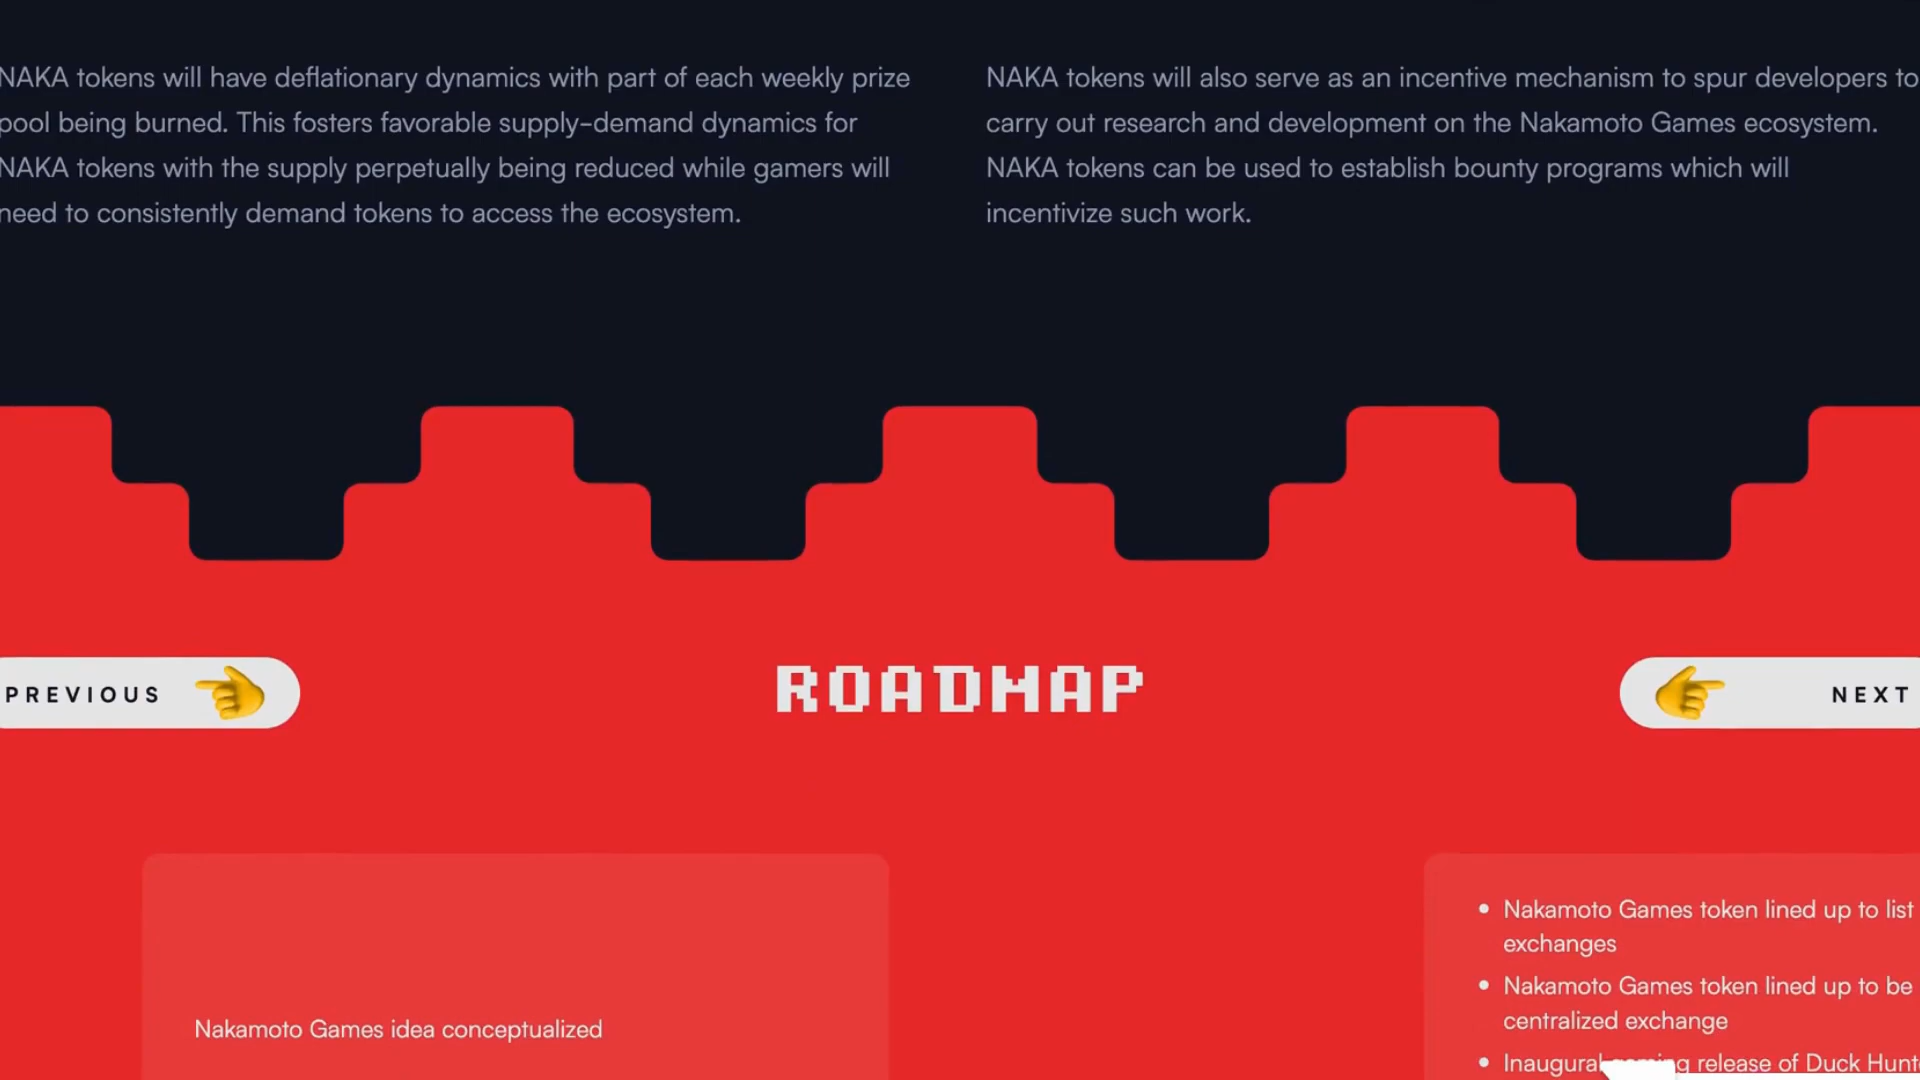 NAKA tokens will have deflationary dynamics with part of each weekly prize
pool being burned. This fosters favorable supply-demand dynamics for
NAKA tokens with the supply perpetually being reduced while gamers will
need to consistently demand tokens to access the ecosystem.
NAKA tokens will also serve as an incentive mechanism to spur developers to
carry out research and development on the Nakamoto Games ecosystem.
NAKA tokens can be used to establish bounty programs which will
incentivize such work.
PREVIOUS
ROADMAP
NEXT
Nakamoto Games idea conceptualized
• Nakamoto Games token lined up to list
exchanges
• Nakamoto Games token lined up to be
centralized exchange
• Inaugural release of Duck Hunt